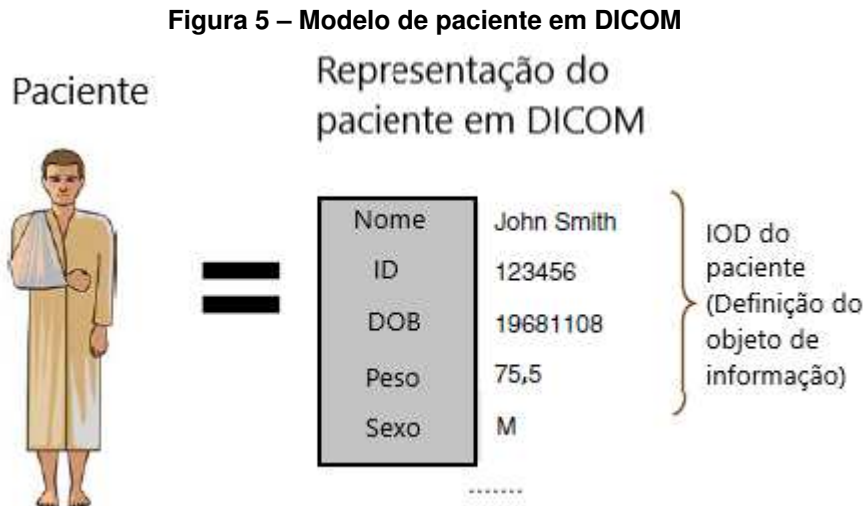 Figura 5 – Modelo de paciente em DICOM
Paciente
Representação do
paciente em DICOM
Nome John Smith
ID 123456
DOB 19681108
Peso 75,5
Sexo M
.......
IOD do
paciente
(Definição do
objeto de
informação)